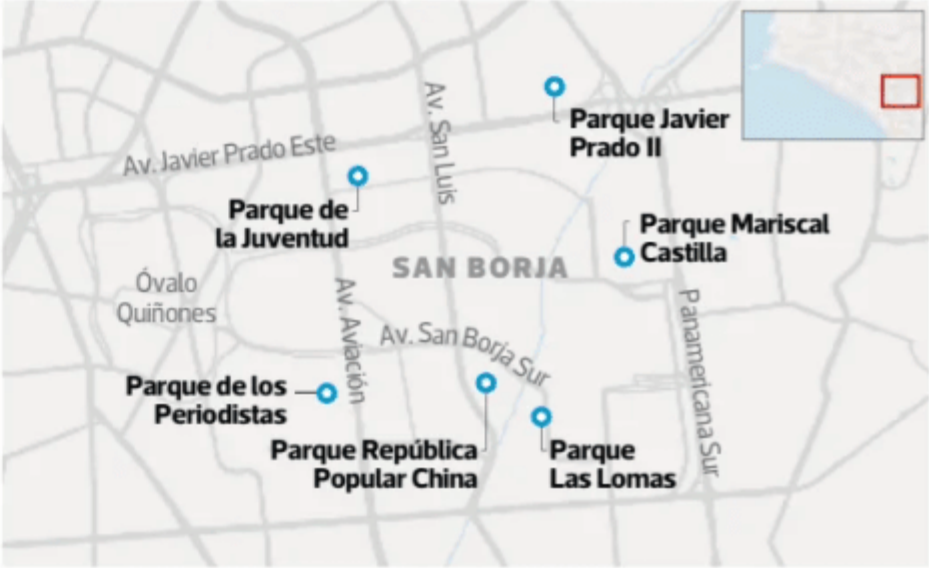 Av. San Luis
Parque Javier
Prado II
Av. Javier Prado Este
Parque de
la Juventud
Parque Mariscal
Castilla
SAN BORJA
Óvalo
Quiñones
Av. Aviación
Av. San Borja Sur
Panamericana Sur
Parque de los
Periodistas
Parque República
Popular China
Parque
Las Lomas